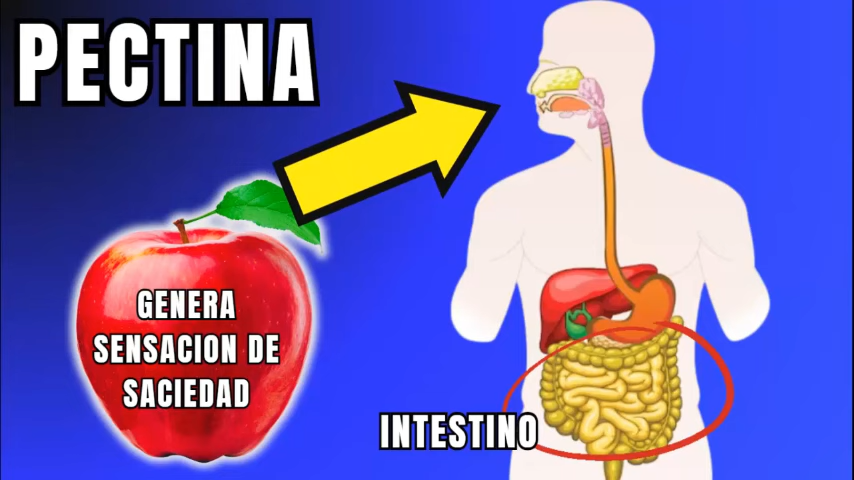 PECTINA
GENERA
SENSACION DE
SACIEDAD
INTESTINO